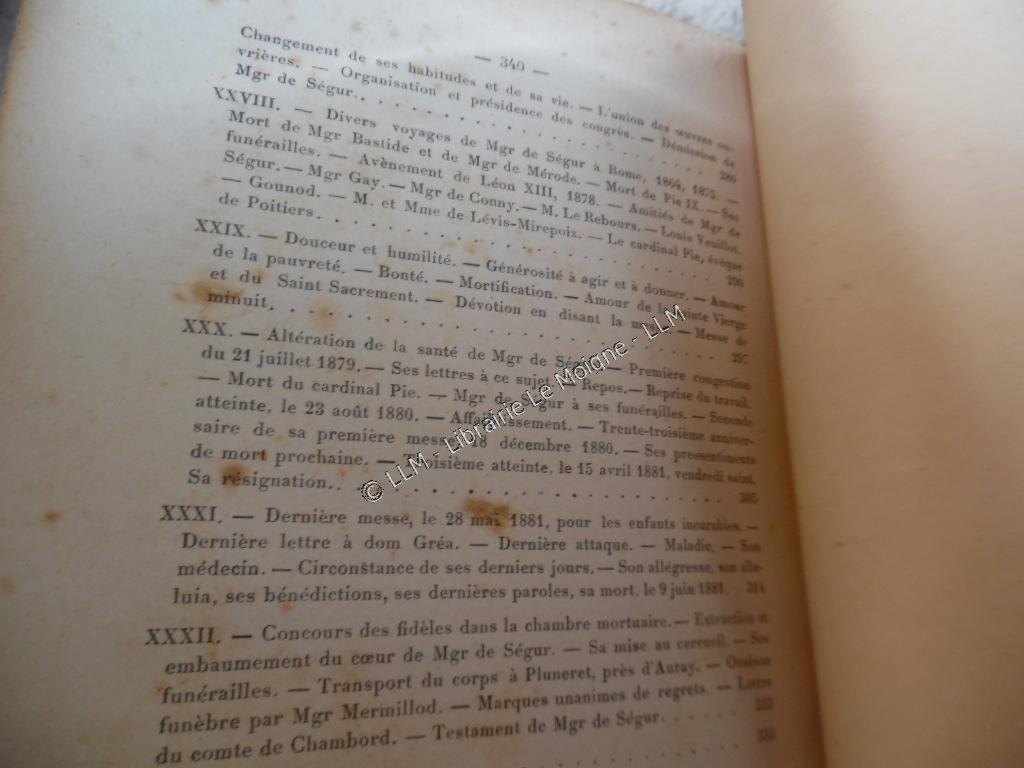 — 340 —
Changement de ses habitudes et de sa vie. — L'union des œuvres ou-
vrières. — Organisation et présidence des congrès. — Démission de
Mgr de Ségur. . . . . . . . . . . . . . . . . . . 280
XXVIII. — Divers voyages de Mgr de Ségur à Rome, 1864, 1875. —
Mort de Mgr Bastide et de Mgr de Mérode. — Mort de Pie IX. — Ses
funérailles. — Avènement de Léon XIII, 1878. — Amitiés de Mgr de
Ségur. — Mgr Gay. — Mgr de Conny. — M. Le Rebours. — Louis Veuillot.
— Gounod. — M. et Mme de Lévis-Mirepoix. — Le cardinal Pie, évêque
de Poitiers. . . . . . . . . . . . . . . . . . . . 290
XXIX. — Douceur et humilité. — Générosité à agir et à donner. — Amour
de la pauvreté. — Bonté. — Mortification. — Amour de la sainte Vierge
et du Saint Sacrement. — Dévotion en disant la messe. — Messe de
minuit. . . . . . . . . . . . . . . . . . . . . . 297
XXX. — Altération de la santé de Mgr de Ségur. — Première congestion
du 21 juillet 1879. — Ses lettres à ce sujet. — Repos. — Reprise du travail.
— Mort du cardinal Pie. — Mgr de Ségur à ses funérailles. — Seconde
atteinte, le 23 août 1880. — Affaiblissement. — Trente-troisième anniver-
saire de sa première messe, 18 décembre 1880. — Ses pressentiments
de mort prochaine. — Troisième atteinte, le 15 avril 1881, vendredi saint.
Sa résignation. . . . . . . . . . . . . . . . . . . 305
XXXI. — Dernière messe, le 28 mai 1881, pour les enfants incurables. —
Dernière lettre à dom Gréa. — Dernière attaque. — Maladie. — Son
médecin. — Circonstance de ses derniers jours. — Son allégresse, son alle-
luia, ses bénédictions, ses dernières paroles, sa mort, le 9 juin 1881. 314
XXXII. — Concours des fidèles dans la chambre mortuaire. — Extraction et
embaumement du cœur de Mgr de Ségur. — Sa mise au cercueil. — Ses
funérailles. — Transport du corps à Pluneret, près d'Auray. — Oraison
funèbre par Mgr Mermillod. — Marques unanimes de regrets. — Lettre
du comte de Chambord. — Testament de Mgr de Ségur. . . . . .
© LLM - Librairie Le Moigne - LLM